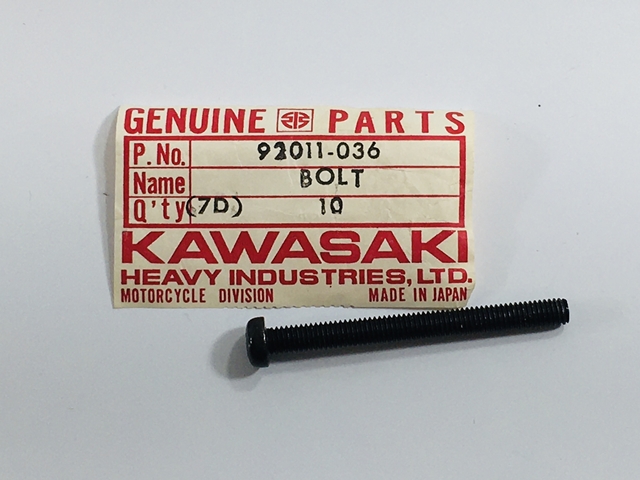 GENUINE PARTS
P. No. 92011-036
Name BOLT
Q'ty (7D) 10
KAWASAKI
HEAVY INDUSTRIES, LTD.
MOTORCYCLE DIVISION MADE IN JAPAN